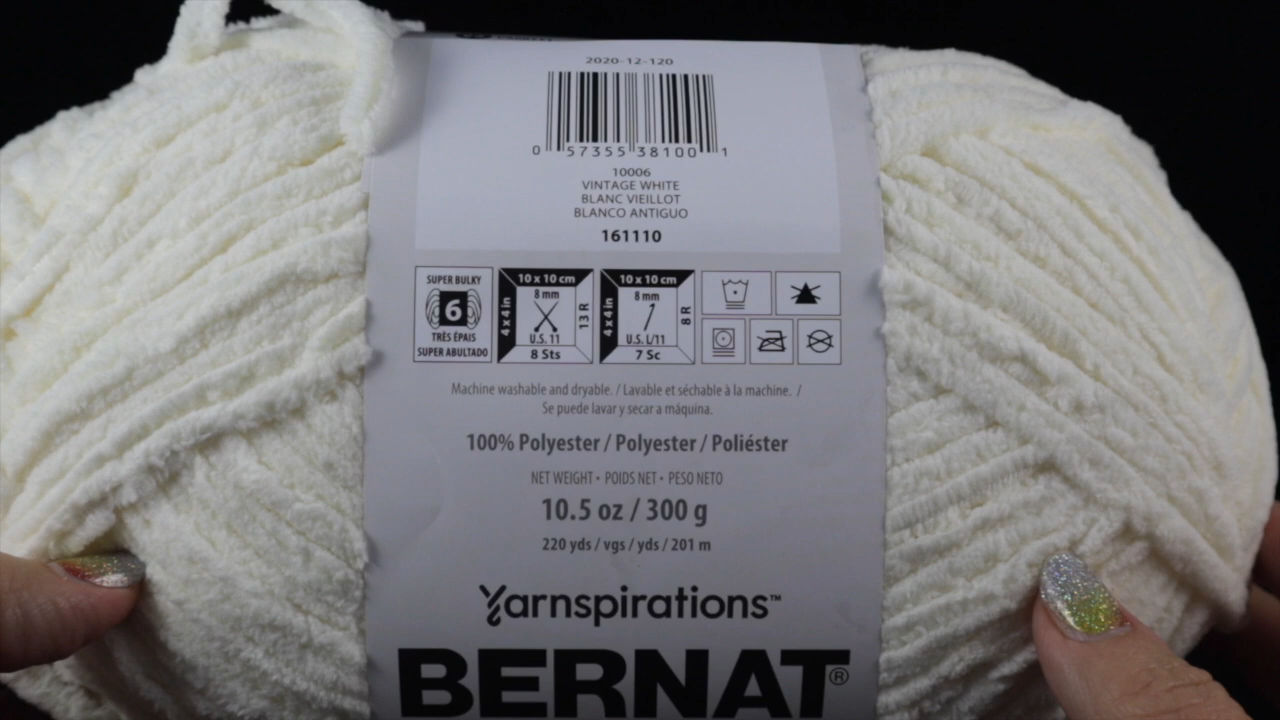 2020-12-120
0 57355 38100 1
10006
VINTAGE WHITE
BLANC VIEILLOT
BLANCO ANTIGUO
161110
SUPER BULKY
6
TRÈS ÉPAIS
SUPER ABULTADO
10 x 10 cm
4 x 4 in
8 mm
13 R
U.S. 11
8 Sts
10 x 10 cm
4 x 4 in
8 mm
8 R
U.S. L/11
7 Sc
Machine washable and dryable. / Lavable et séchable à la machine. /
Se puede lavar y secar a máquina.
100% Polyester / Polyester / Poliéster
NET WEIGHT • POIDS NET • PESO NETO
10.5 oz / 300 g
220 yds / vgs / yds / 201 m
Yarnspirations™
BERNAT®